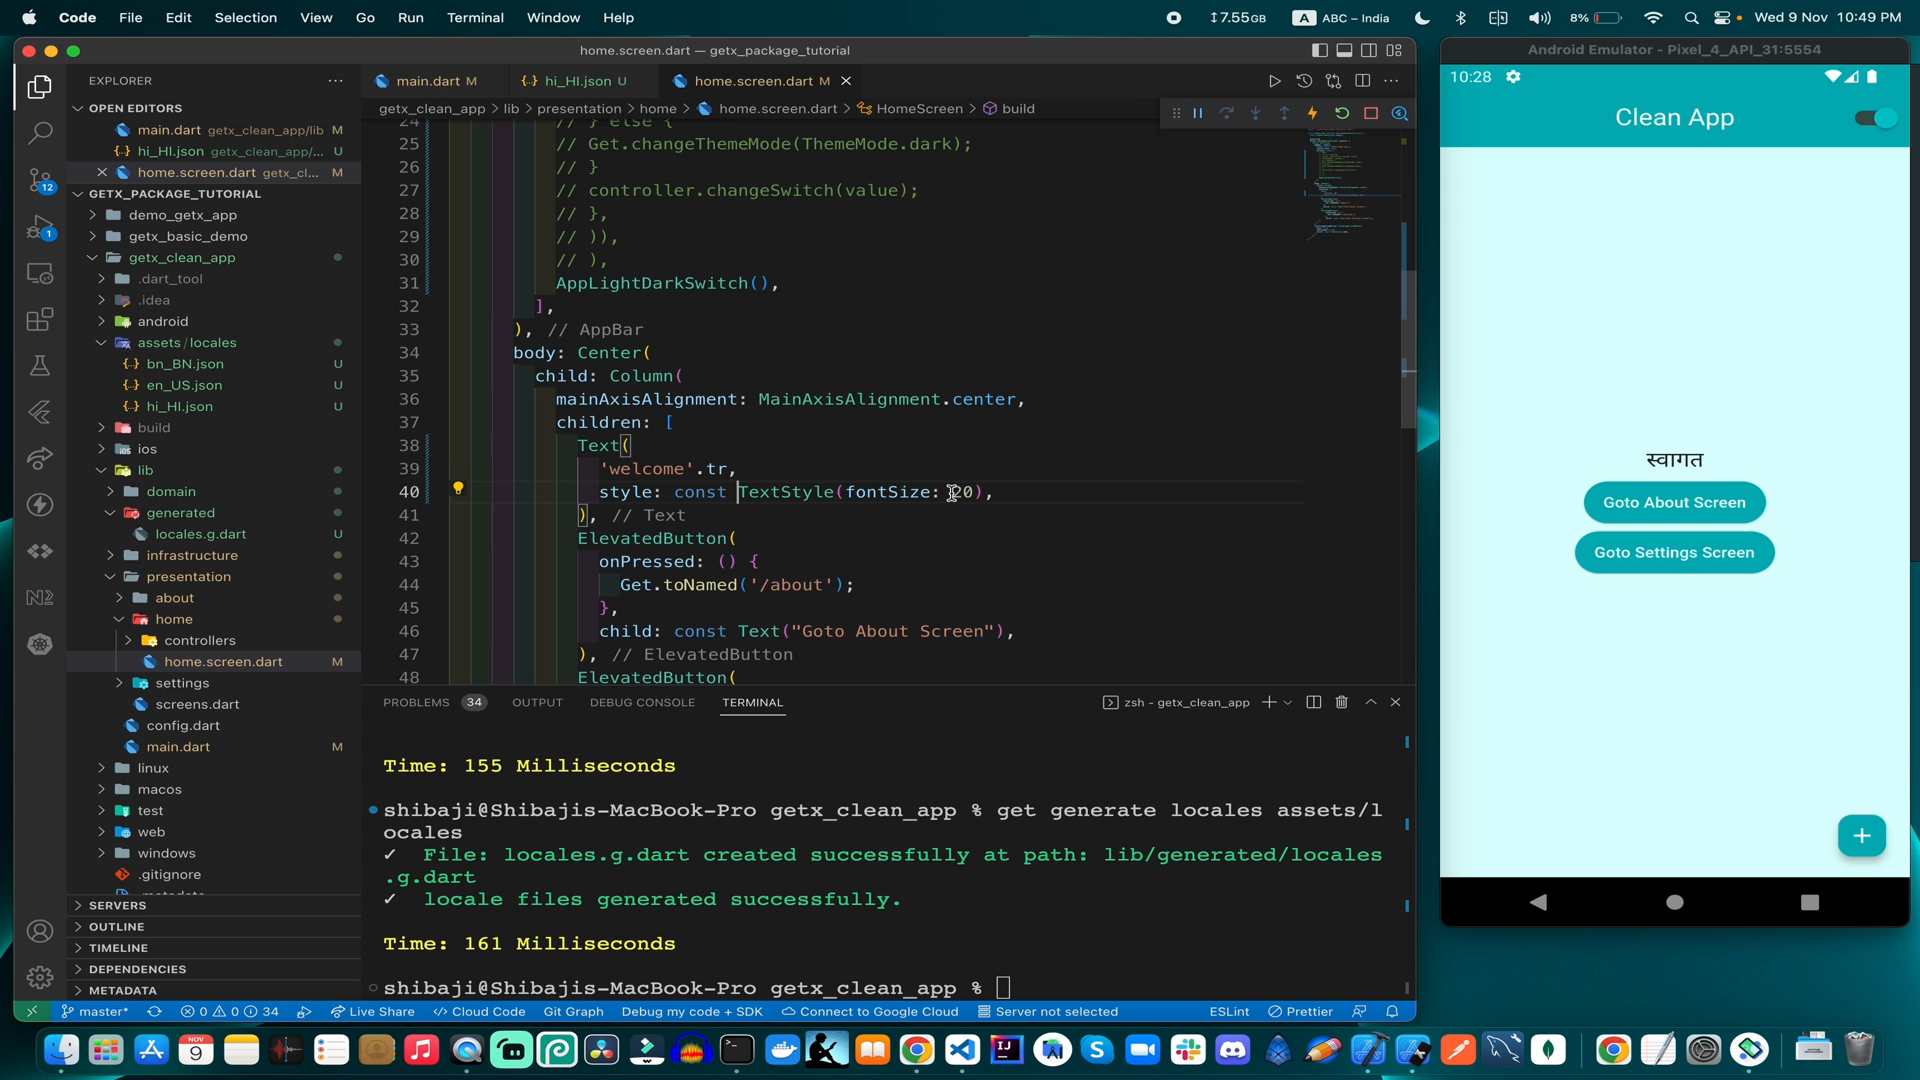 Code File Edit Selection View Go Run Terminal Window Help
7.55GB A ABC – India 8% Wed 9 Nov 10:49 PM
home.screen.dart — getx_package_tutorial
EXPLORER
OPEN EDITORS
main.dart getx_clean_app/lib M
hi_HI.json getx_clean_app/... U
home.screen.dart getx_cl... M
GETX_PACKAGE_TUTORIAL
demo_getx_app
getx_basic_demo
getx_clean_app
.dart_tool
.idea
android
assets/locales
bn_BN.json U
en_US.json U
hi_HI.json U
build
ios
lib
domain
generated
locales.g.dart U
infrastructure
presentation
about
home
controllers
home.screen.dart M
settings
screens.dart
config.dart
main.dart M
linux
macos
test
web
windows
.gitignore
SERVERS
OUTLINE
TIMELINE
DEPENDENCIES
METADATA
12
1
main.dart M hi_HI.json U home.screen.dart M
getx_clean_app > lib > presentation > home > home.screen.dart > HomeScreen > build
24 // } else {
25 // Get.changeThemeMode(ThemeMode.dark);
26 // }
27 // controller.changeSwitch(value);
28 // },
29 // )),
30 // ),
31 AppLightDarkSwitch(),
32 ],
33 ), // AppBar
34 body: Center(
35 child: Column(
36 mainAxisAlignment: MainAxisAlignment.center,
37 children: [
38 Text(
39 'welcome'.tr,
40 style: const TextStyle(fontSize: 20),
41 ), // Text
42 ElevatedButton(
43 onPressed: () {
44 Get.toNamed('/about');
45 },
46 child: const Text("Goto About Screen"),
47 ), // ElevatedButton
48 ElevatedButton(
PROBLEMS 34 OUTPUT DEBUG CONSOLE TERMINAL
zsh - getx_clean_app
Time: 155 Milliseconds
shibaji@Shibajis-MacBook-Pro getx_clean_app % get generate locales assets/l
ocales
✓ File: locales.g.dart created successfully at path: lib/generated/locales
.g.dart
✓ locale files generated successfully.
Time: 161 Milliseconds
shibaji@Shibajis-MacBook-Pro getx_clean_app %
master* 0 0 34 Live Share Cloud Code Git Graph Debug my code + SDK Connect to Google Cloud Server not selected ESLint Prettier
Android Emulator - Pixel_4_API_31:5554
10:28
Clean App
स्वागत
Goto About Screen
Goto Settings Screen
NOV
9